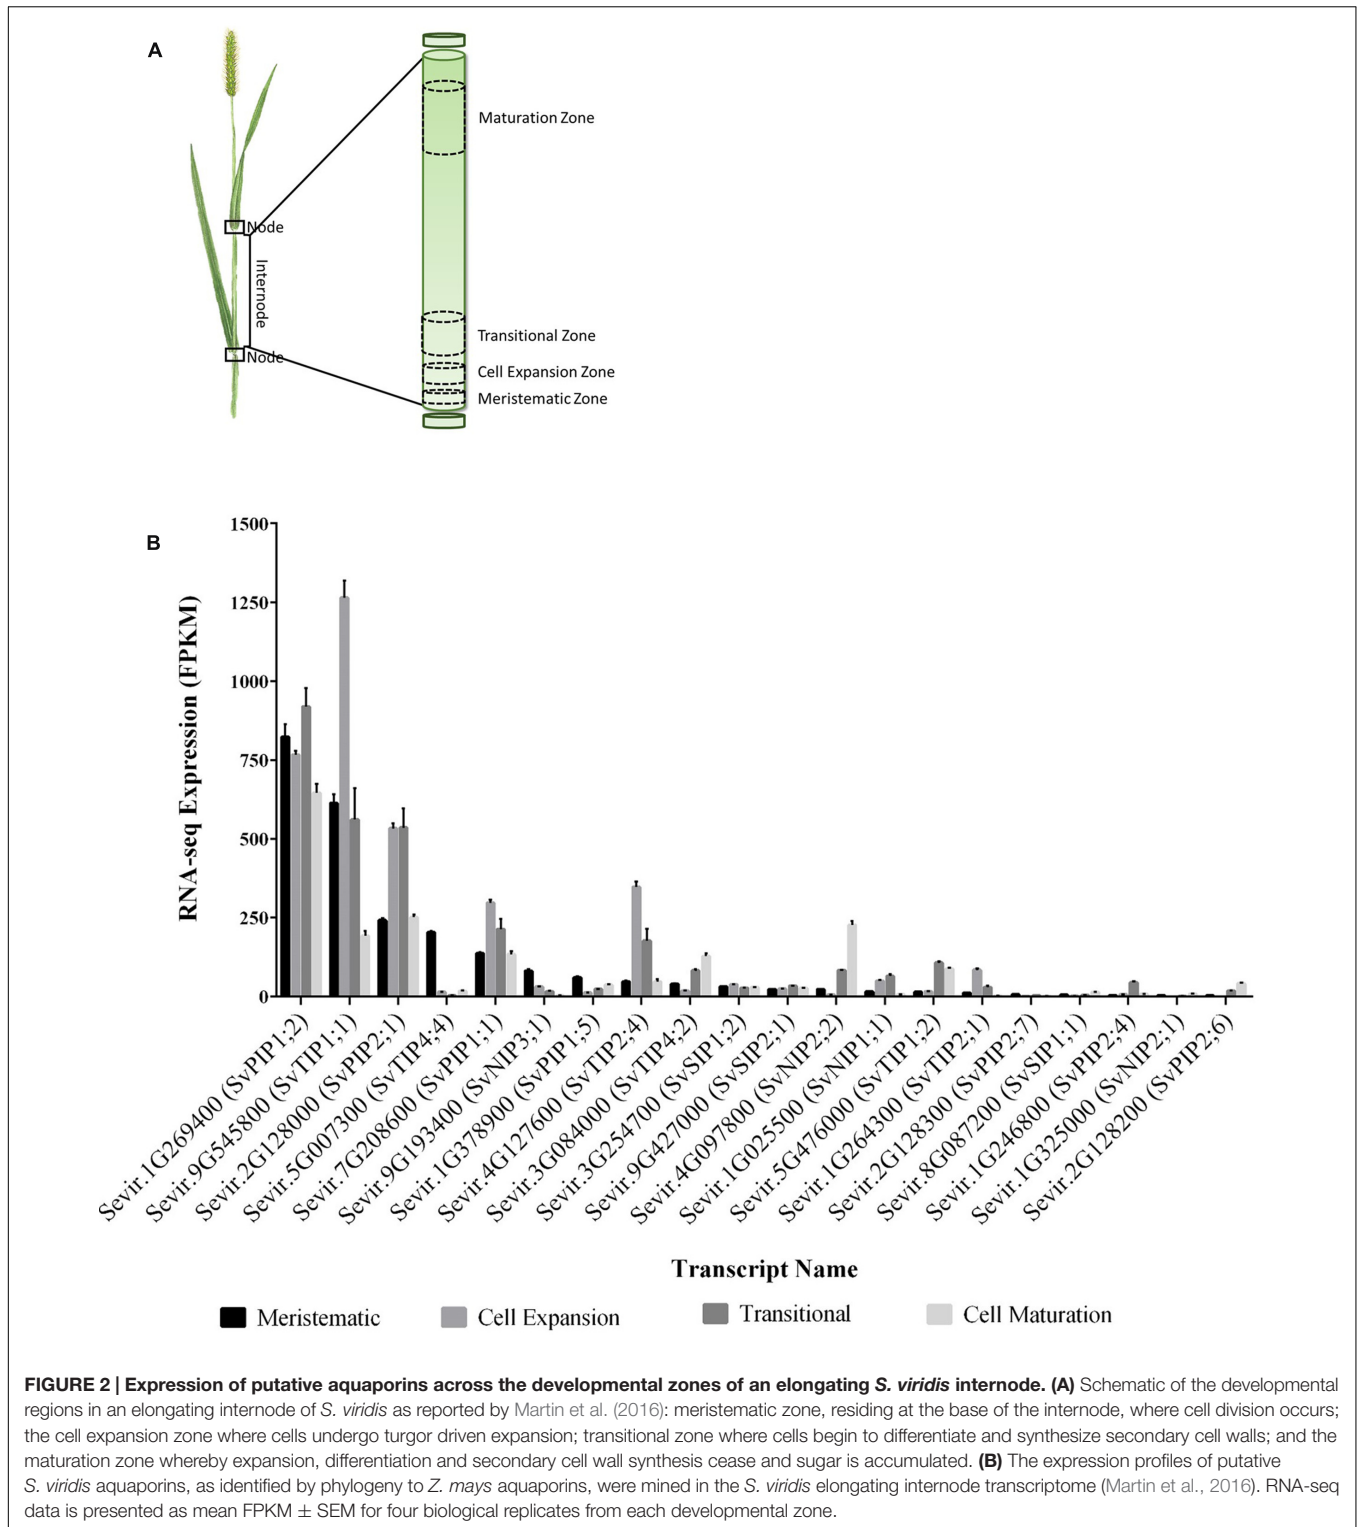 A
Maturation Zone
Node
Internode
Transitional Zone
Node
Cell Expansion Zone
Meristematic Zone
B
RNA-seq Expression (FPKM)
1500
1250
1000
750
500
250
0
Sevir.1G269400 (SvPIP1;2)
Sevir.9G545800 (SvTIP1;1)
Sevir.2G128000 (SvPIP2;1)
Sevir.5G007300 (SvTIP4;4)
Sevir.7G208600 (SvPIP1;1)
Sevir.9G193400 (SvNIP3;1)
Sevir.1G378900 (SvPIP1;5)
Sevir.4G127600 (SvTIP2;4)
Sevir.3G084000 (SvTIP4;2)
Sevir.3G254700 (SvSIP1;2)
Sevir.9G427000 (SvSIP2;1)
Sevir.4G097800 (SvNIP2;2)
Sevir.1G025500 (SvNIP1;1)
Sevir.5G476000 (SvTIP1;2)
Sevir.1G264300 (SvTIP2;1)
Sevir.2G128300 (SvPIP2;7)
Sevir.8G087200 (SvSIP1;1)
Sevir.1G246800 (SvPIP2;4)
Sevir.1G325000 (SvNIP2;1)
Sevir.2G128200 (SvPIP2;6)
Transcript Name
Meristematic
Cell Expansion
Transitional
Cell Maturation
FIGURE 2 | Expression of putative aquaporins across the developmental zones of an elongating S. viridis internode. (A) Schematic of the developmental
regions in an elongating internode of S. viridis as reported by Martin et al. (2016): meristematic zone, residing at the base of the internode, where cell division occurs;
the cell expansion zone where cells undergo turgor driven expansion; transitional zone where cells begin to differentiate and synthesize secondary cell walls; and the
maturation zone whereby expansion, differentiation and secondary cell wall synthesis cease and sugar is accumulated. (B) The expression profiles of putative
S. viridis aquaporins, as identified by phylogeny to Z. mays aquaporins, were mined in the S. viridis elongating internode transcriptome (Martin et al., 2016). RNA-seq
data is presented as mean FPKM ± SEM for four biological replicates from each developmental zone.